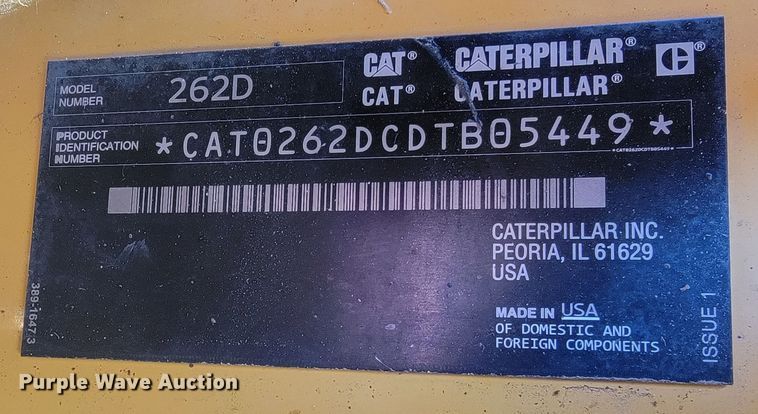 MODEL
NUMBER
262D
CAT® CATERPILLAR®
CAT® CATERPILLAR®
C ®
PRODUCT
IDENTIFICATION
NUMBER
*CAT0262DCDTB05449*
*CAT0262DCDTB05449*
CATERPILLAR INC.
PEORIA, IL 61629
USA
MADE IN USA
OF DOMESTIC AND
FOREIGN COMPONENTS
389-1647 3
ISSUE 1
Purple Wave Auction